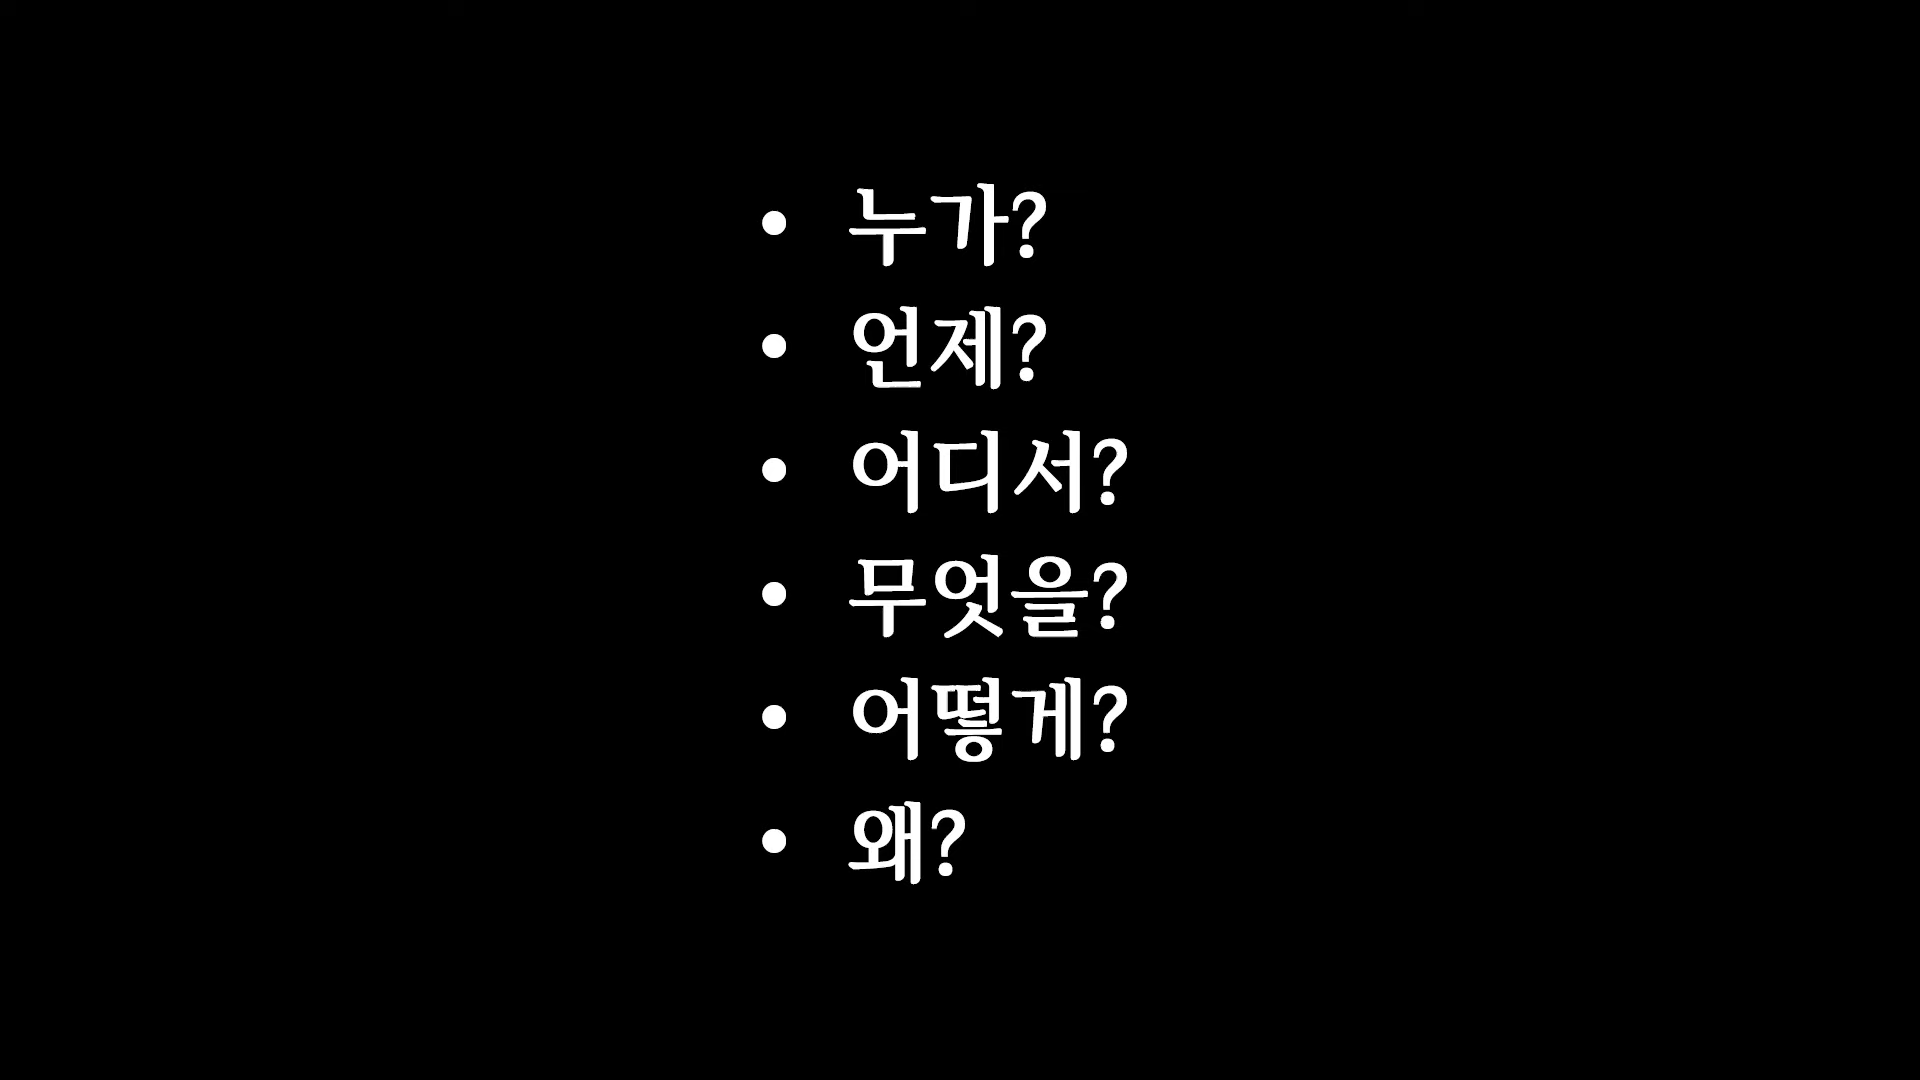 • 누가?
• 언제?
• 어디서?
• 무엇을?
• 어떻게?
• 왜?